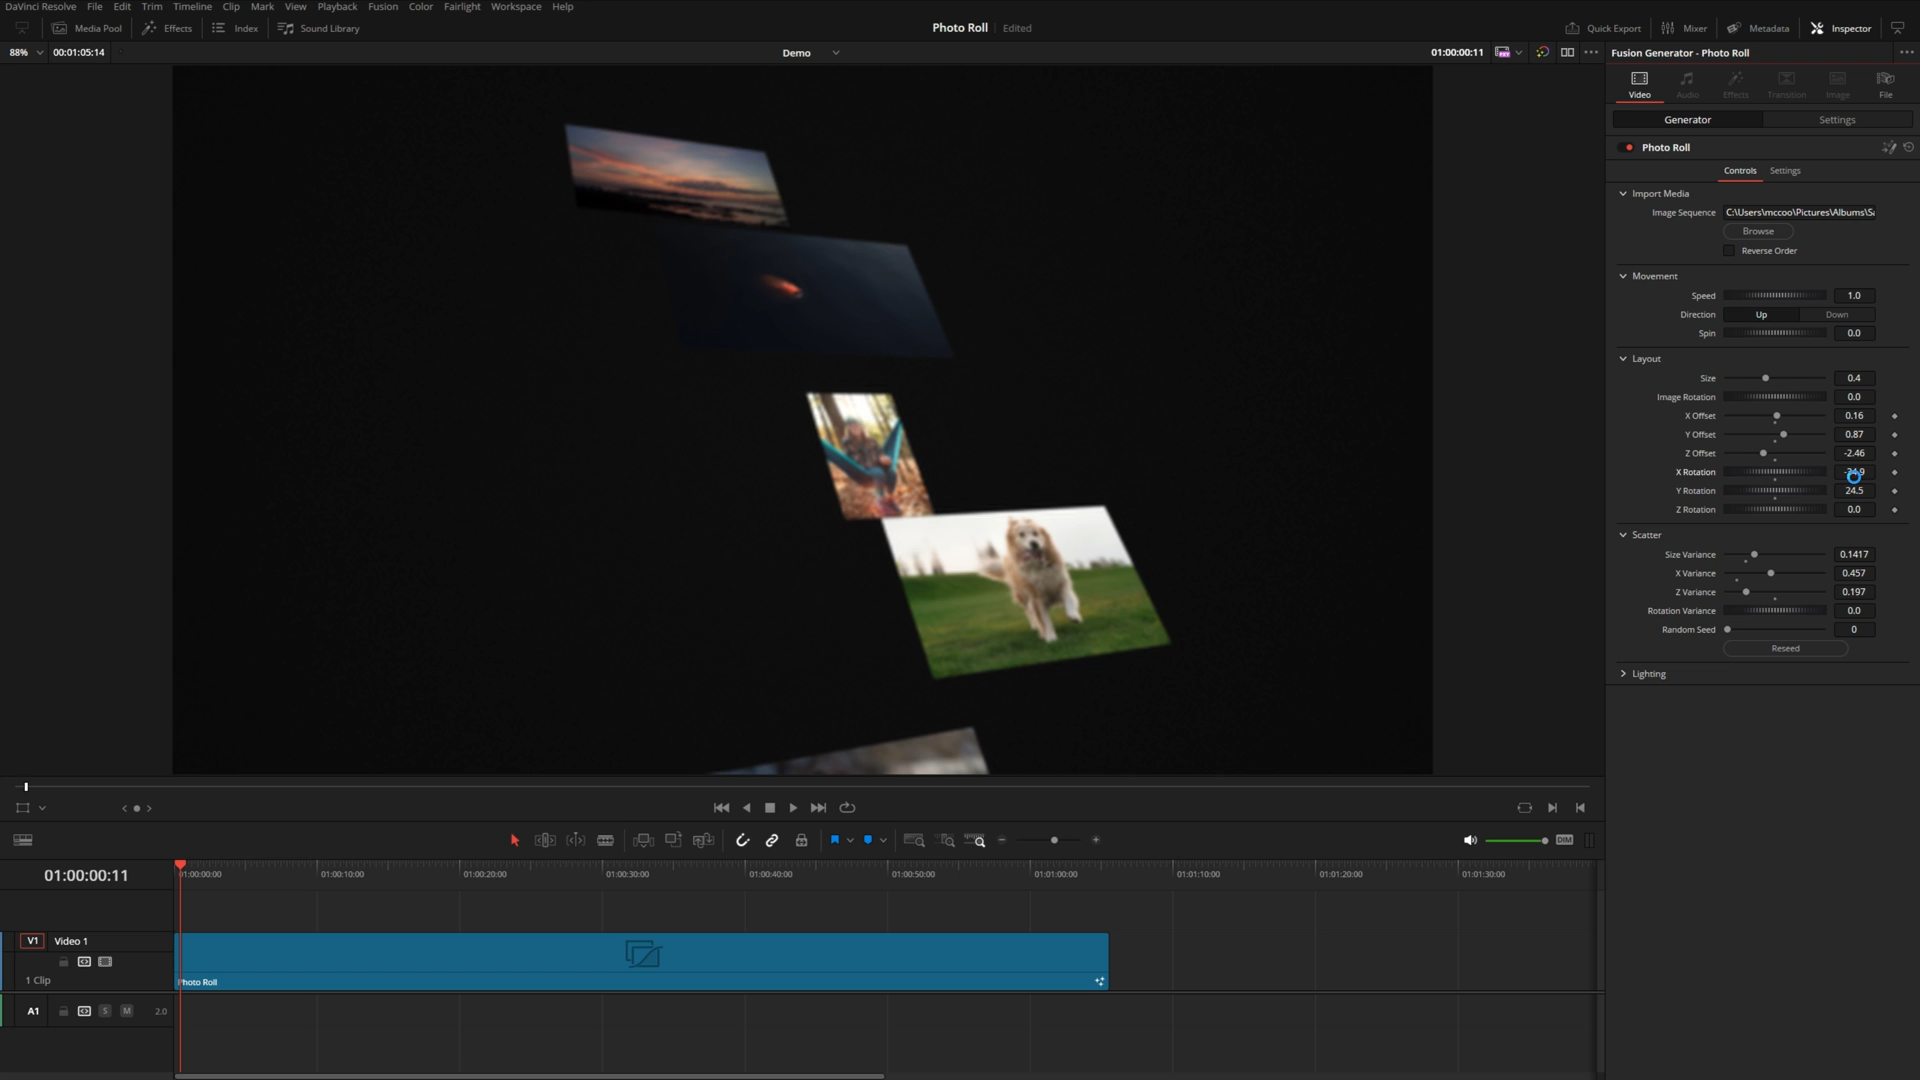 DaVinci Resolve File Edit Trim Timeline Clip Mark View Playback Fusion Color Fairlight Workspace Help
Media Pool Effects Index Sound Library Photo Roll Edited Quick Export Mixer Metadata Inspector
88% 00:01:05:14 Demo 01:00:00:11 Fusion Generator - Photo Roll
Video Audio Effects Transition Image File
Generator Settings
Photo Roll
Controls Settings
Import Media
Image Sequence C:\Users\mccoo\Pictures\Albums\Sa
Browse
Reverse Order
Movement
Speed 1.0
Direction Up Down
Spin 0.0
Layout
Size 0.4
Image Rotation 0.0
X Offset 0.16
Y Offset 0.87
Z Offset -2.46
X Rotation
Y Rotation 24.5
Z Rotation 0.0
Scatter
Size Variance 0.1417
X Variance 0.457
Z Variance 0.197
Rotation Variance 0.0
Random Seed 0
Reseed
Lighting
DIM
01:00:00:11 01:00:00:00 01:00:10:00 01:00:20:00 01:00:30:00 01:00:40:00 01:00:50:00 01:01:00:00 01:01:10:00 01:01:20:00 01:01:30:00
V1 Video 1
1 Clip
Photo Roll
A1 S M 2.0